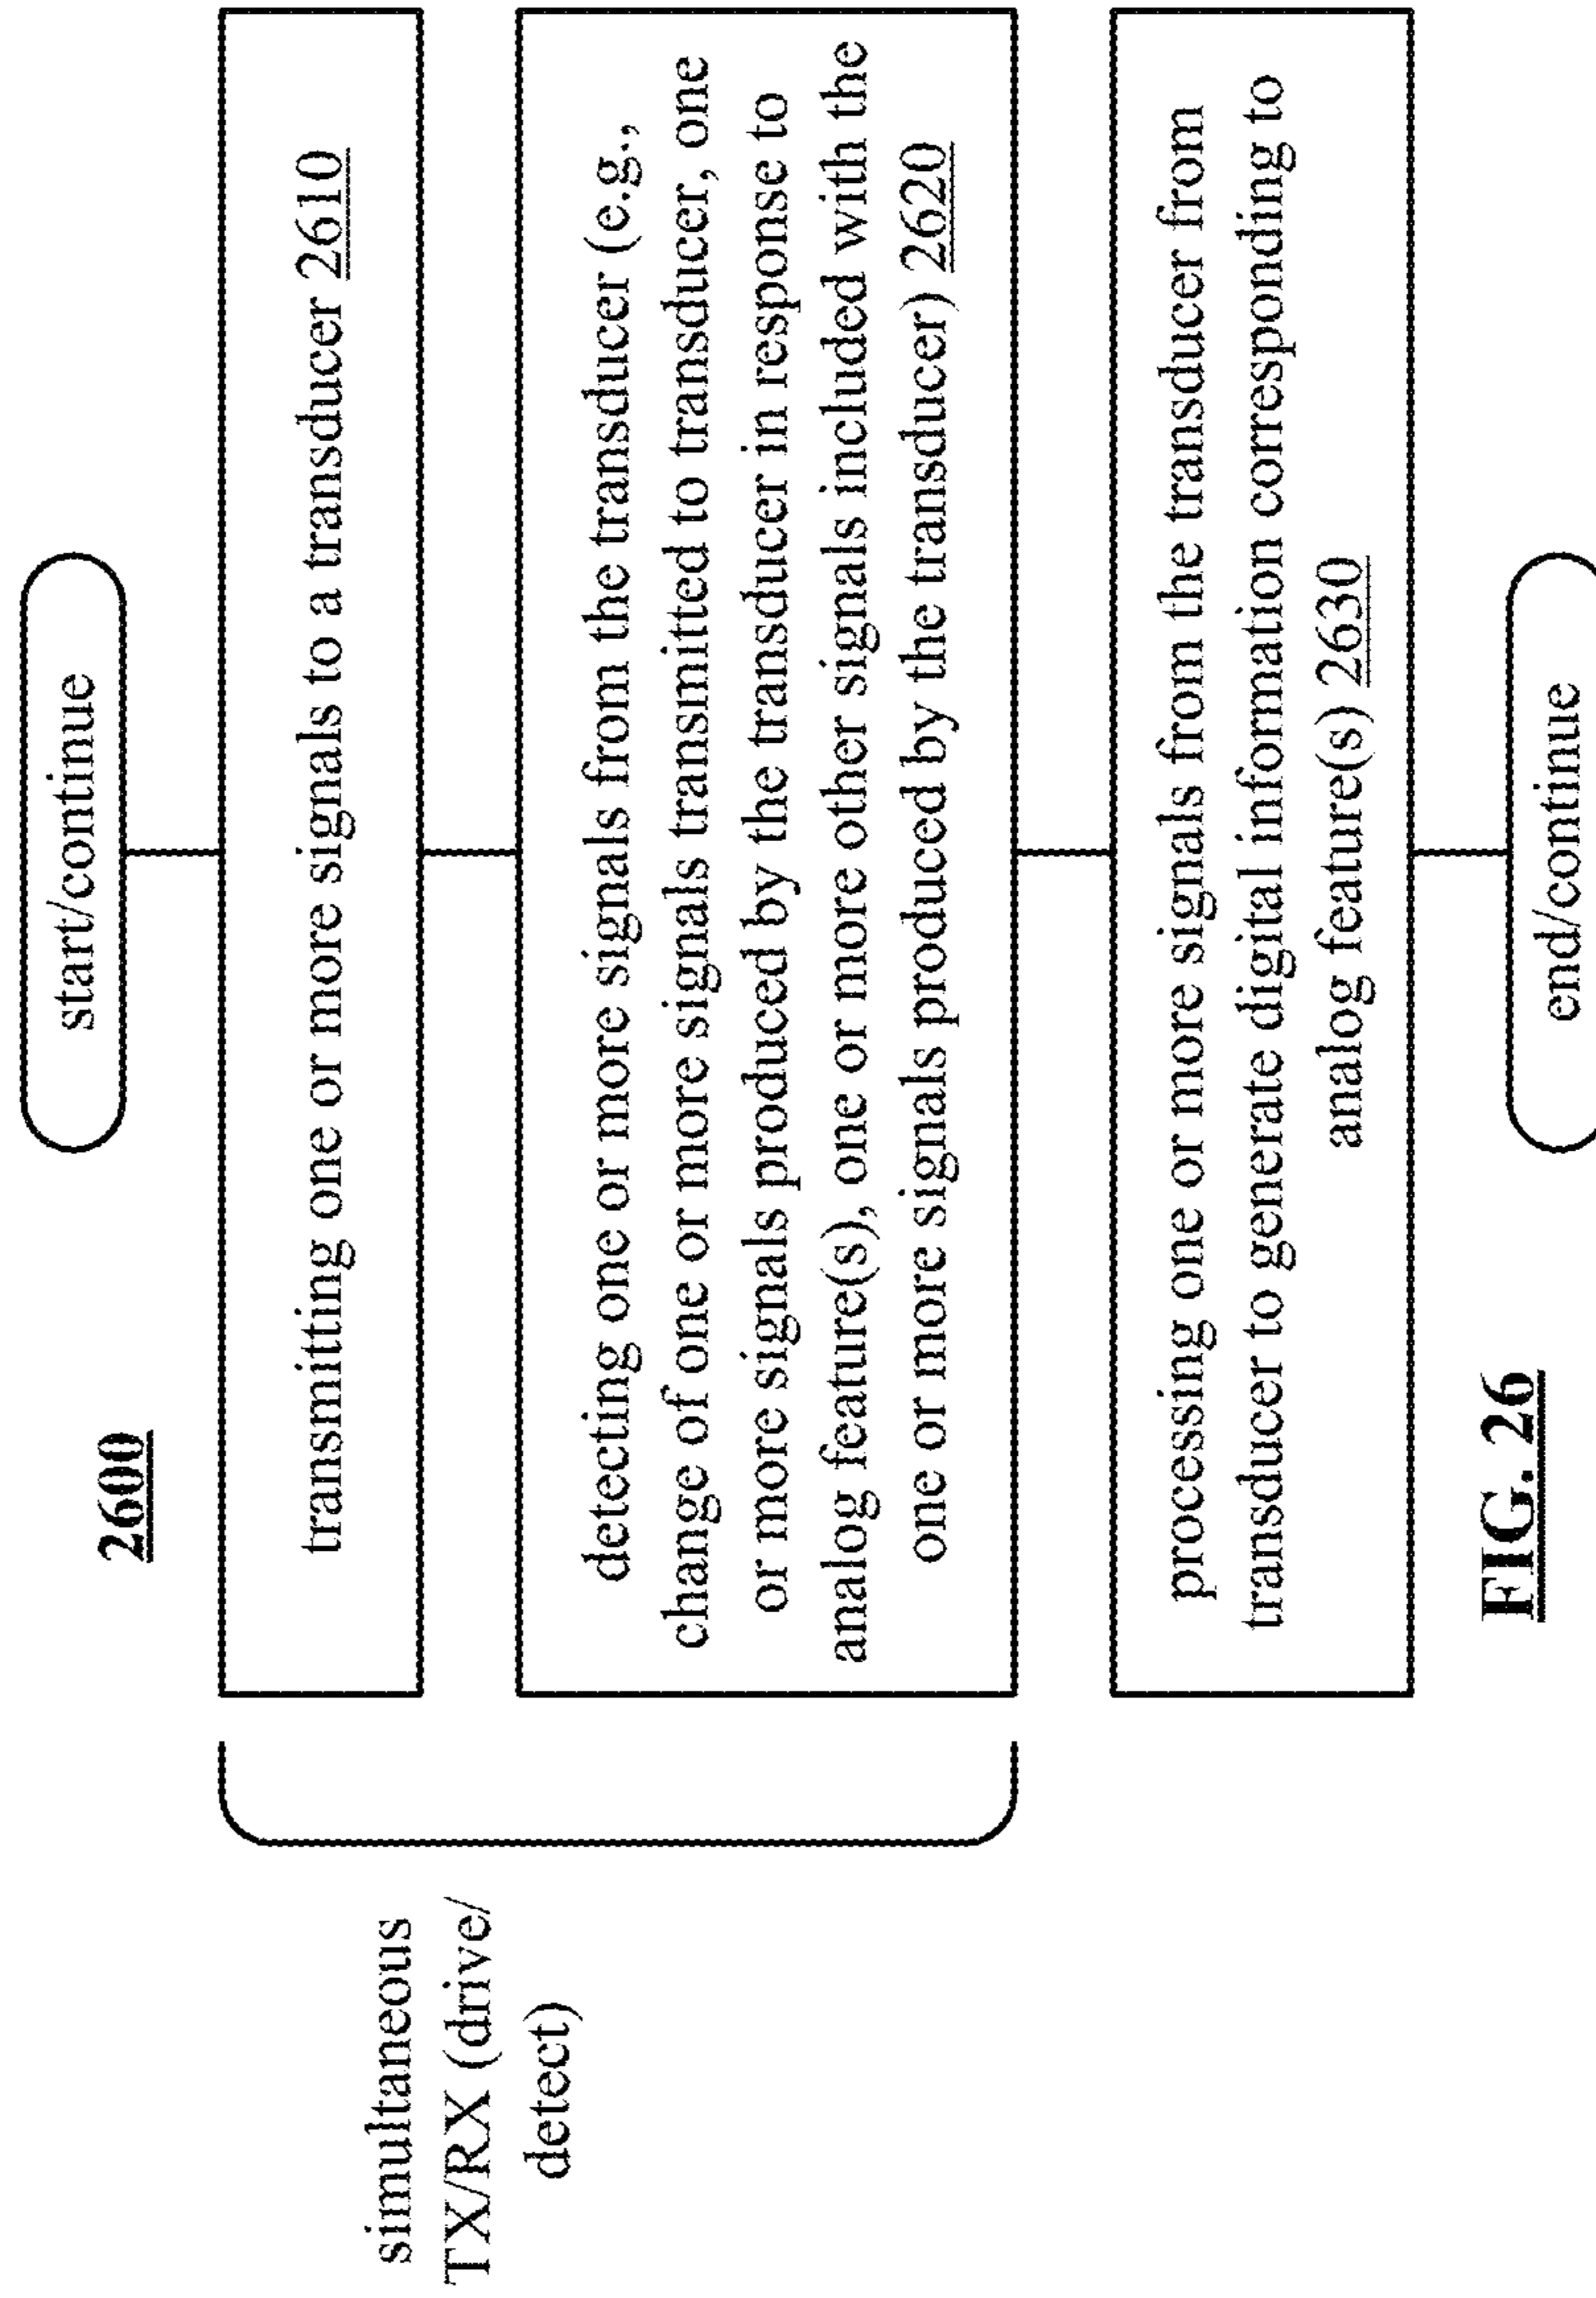 start/continue
2600
transmitting one or more signals to a transducer 2610
simultaneous
TX/RX (drive/
detect)
detecting one or more signals from the transducer (e.g.,
change of one or more signals transmitted to transducer, one
or more signals produced by the transducer in response to
analog feature(s), one or more other signals included with the
one or more signals produced by the transducer) 2620
processing one or more signals from the transducer from
transducer to generate digital information corresponding to
analog feature(s) 2630
FIG. 26
end/continue